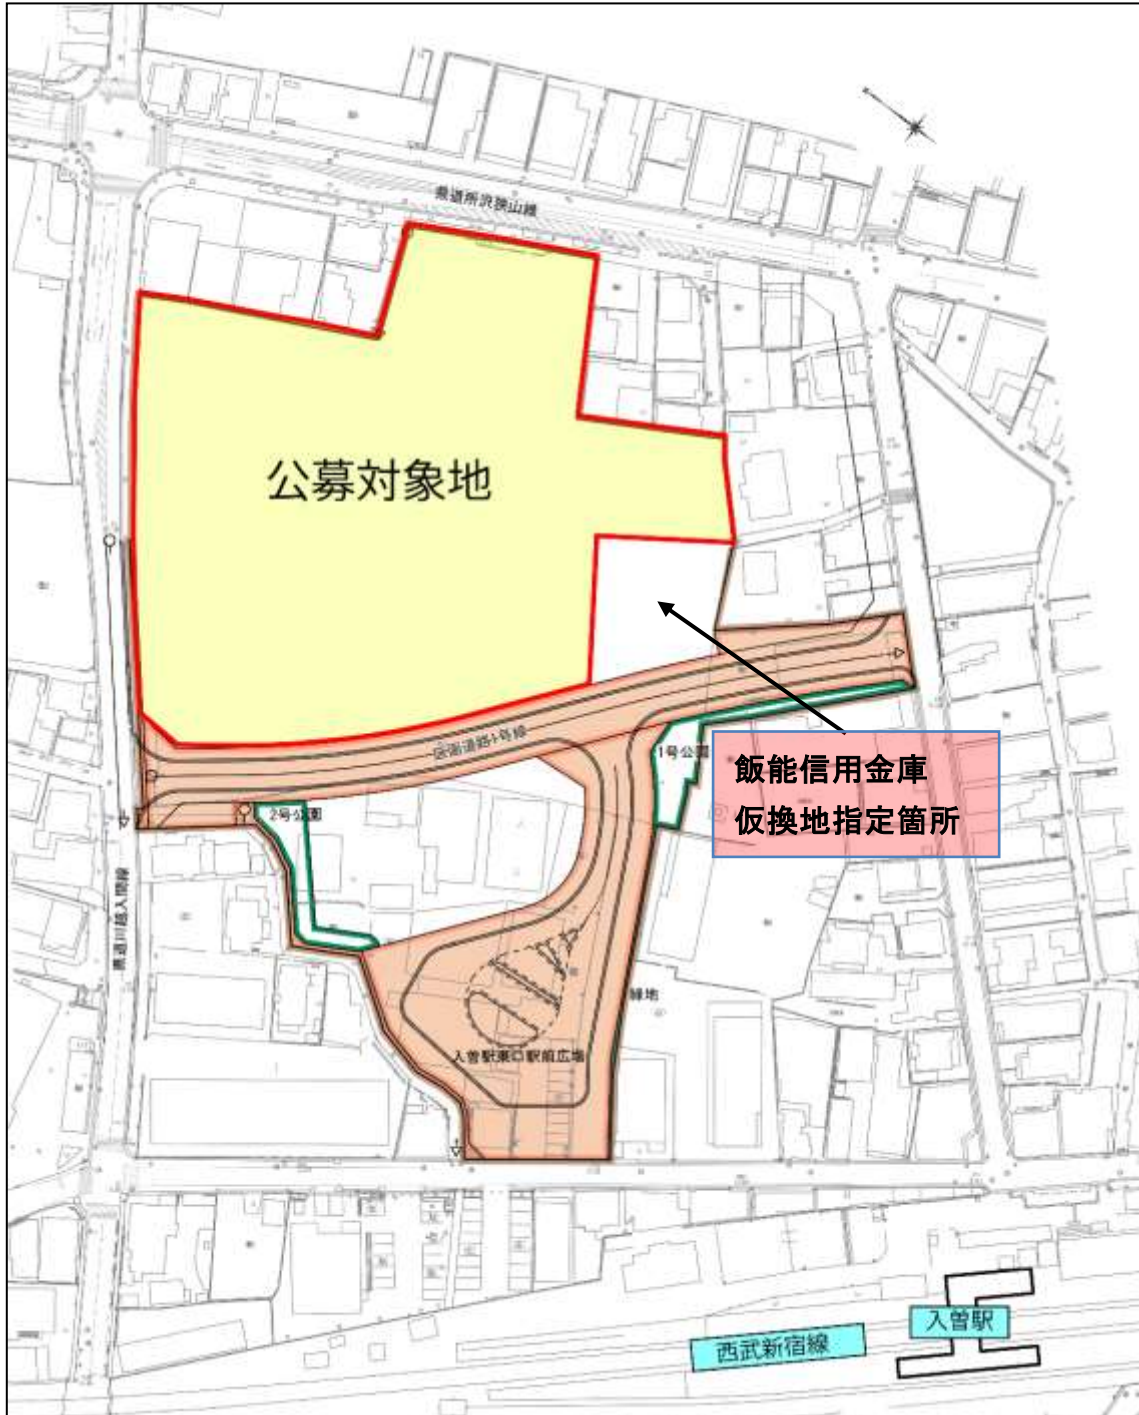 県道所沢狭山線
公募対象地
区画道路1号線
1号公園
飯能信用金庫
仮換地指定箇所
2号公園
県道川越入間線
緑地
入曽駅東口駅前広場
入曽駅
西武新宿線